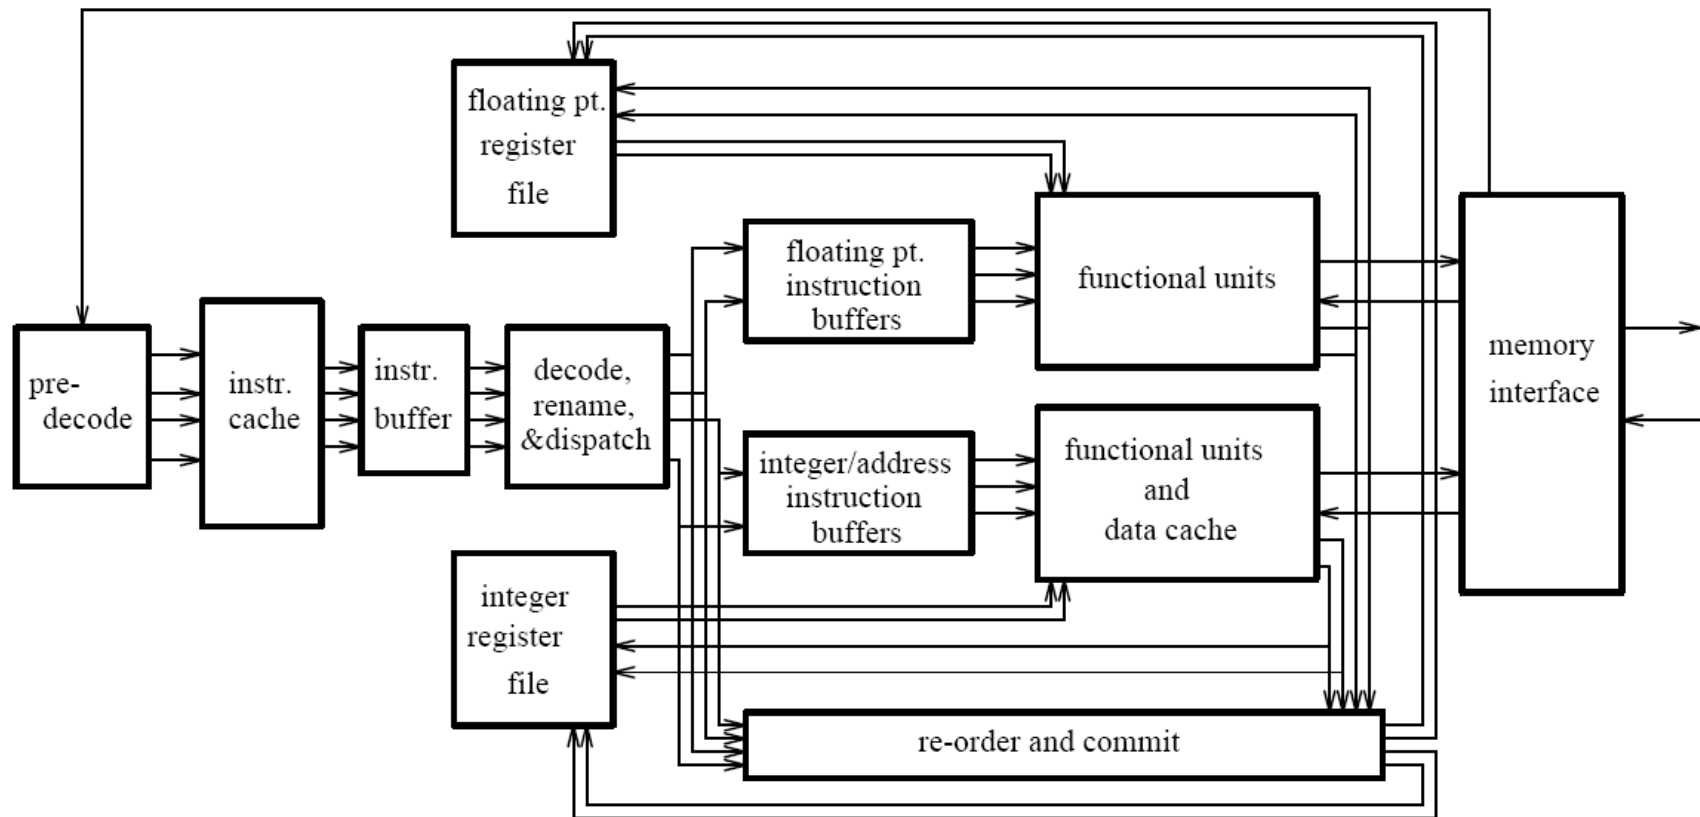 floating pt.
register
file
floating pt.
instruction
buffers
functional units
pre-
decode
instr.
cache
instr.
buffer
decode,
rename,
&dispatch
memory
interface
integer/address
instruction
buffers
functional units
and
data cache
integer
register
file
re-order and commit